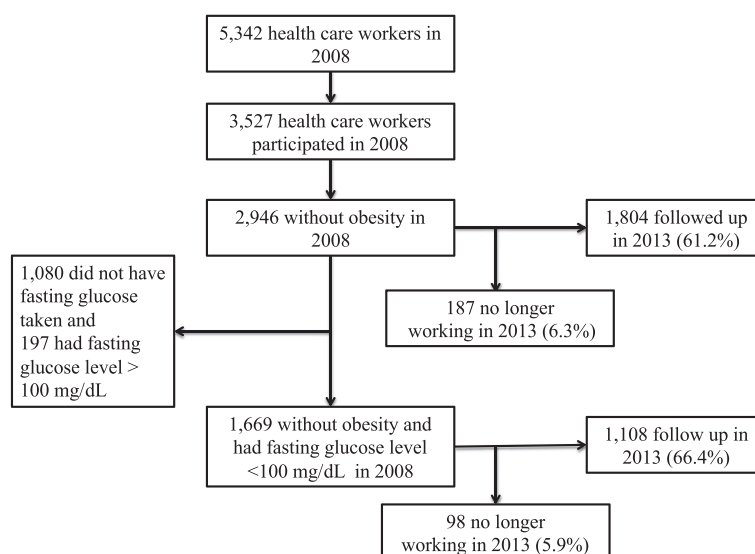 5,342 health care workers in
2008
3,527 health care workers
participated in 2008
2,946 without obesity in
2008
1,804 followed up
in 2013 (61.2%)
1,080 did not have
fasting glucose
taken and
197 had fasting
glucose level >
100 mg/dL
187 no longer
working in 2013 (6.3%)
1,669 without obesity and
had fasting glucose level
<100 mg/dL in 2008
1,108 follow up in
2013 (66.4%)
98 no longer
working in 2013 (5.9%)